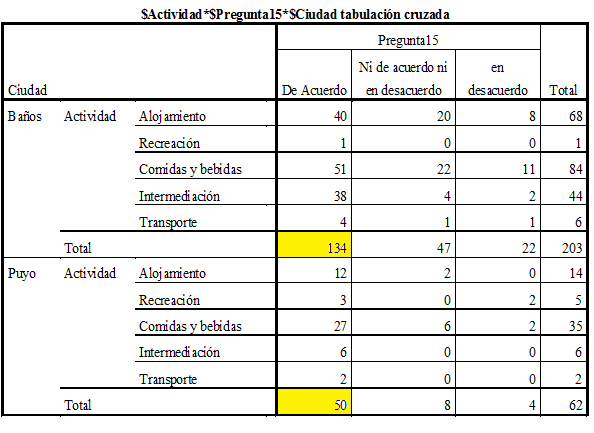 $Actividad*$Pregunta15*$Ciudad tabulación cruzada
Pregunta15
Ciudad De Acuerdo Ni de acuerdo ni en desacuerdo en desacuerdo Total
Baños Actividad Alojamiento 40 20 8 68
Recreación 1 0 0 1
Comidas y bebidas 51 22 11 84
Intermediación 38 4 2 44
Transporte 4 1 1 6
Total 134 47 22 203
Puyo Actividad Alojamiento 12 2 0 14
Recreación 3 0 2 5
Comidas y bebidas 27 6 2 35
Intermediación 6 0 0 6
Transporte 2 0 0 2
Total 50 8 4 62